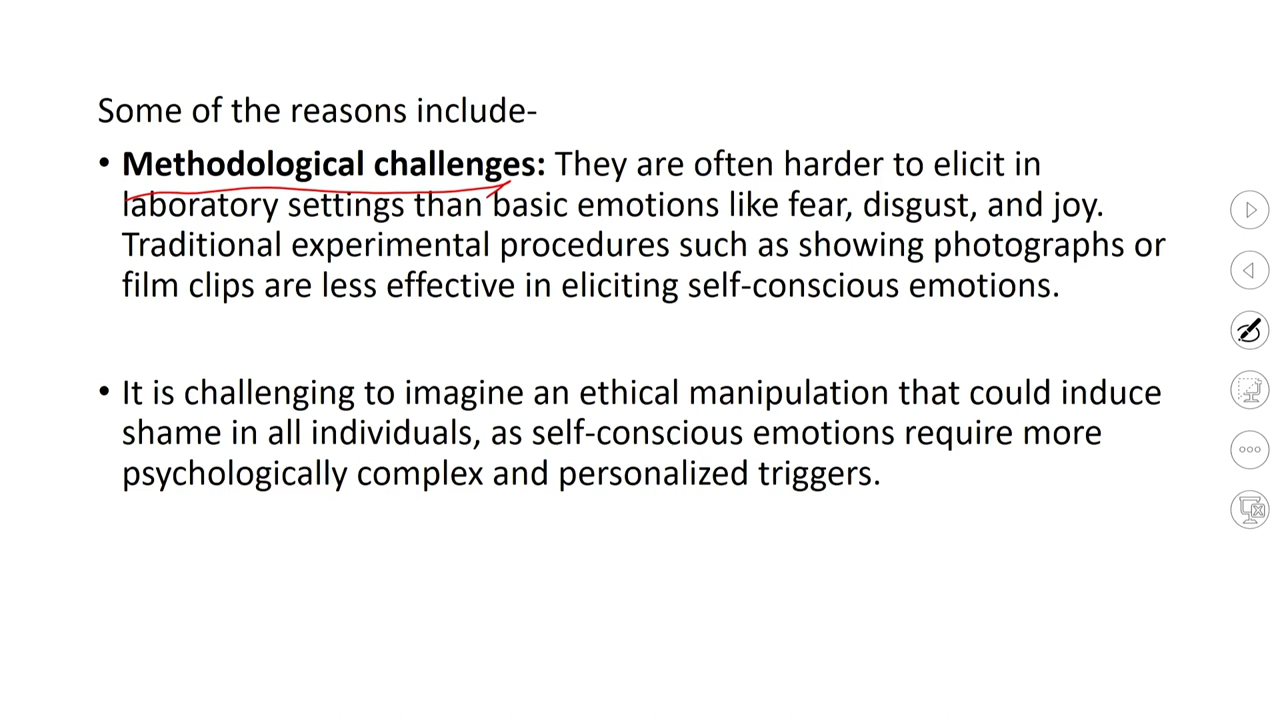 Some of the reasons include-
• Methodological challenges: They are often harder to elicit in
laboratory settings than basic emotions like fear, disgust, and joy.
Traditional experimental procedures such as showing photographs or
film clips are less effective in eliciting self-conscious emotions.
• It is challenging to imagine an ethical manipulation that could induce
shame in all individuals, as self-conscious emotions require more
psychologically complex and personalized triggers.